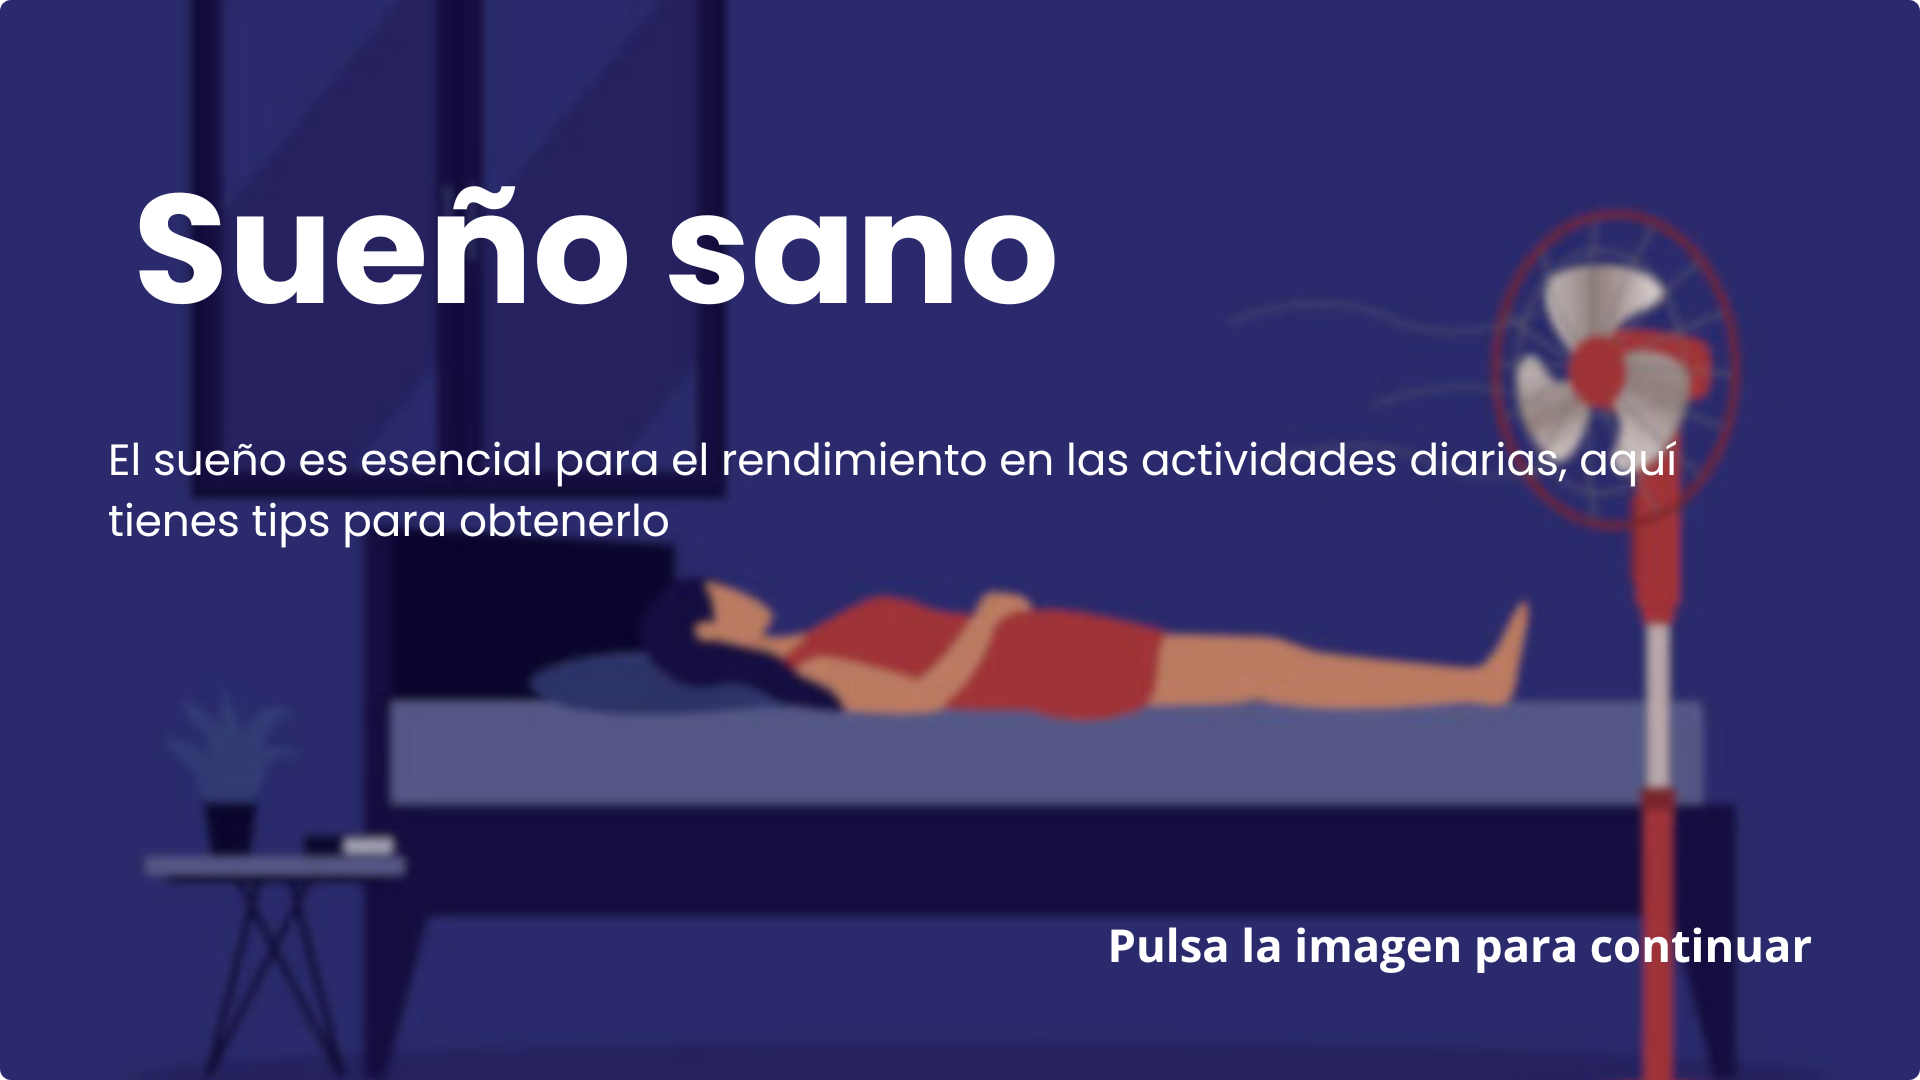 Sueño sano
El sueño es esencial para el rendimiento en las actividades diarias, aquí
tienes tips para obtenerlo
Pulsa la imagen para continuar